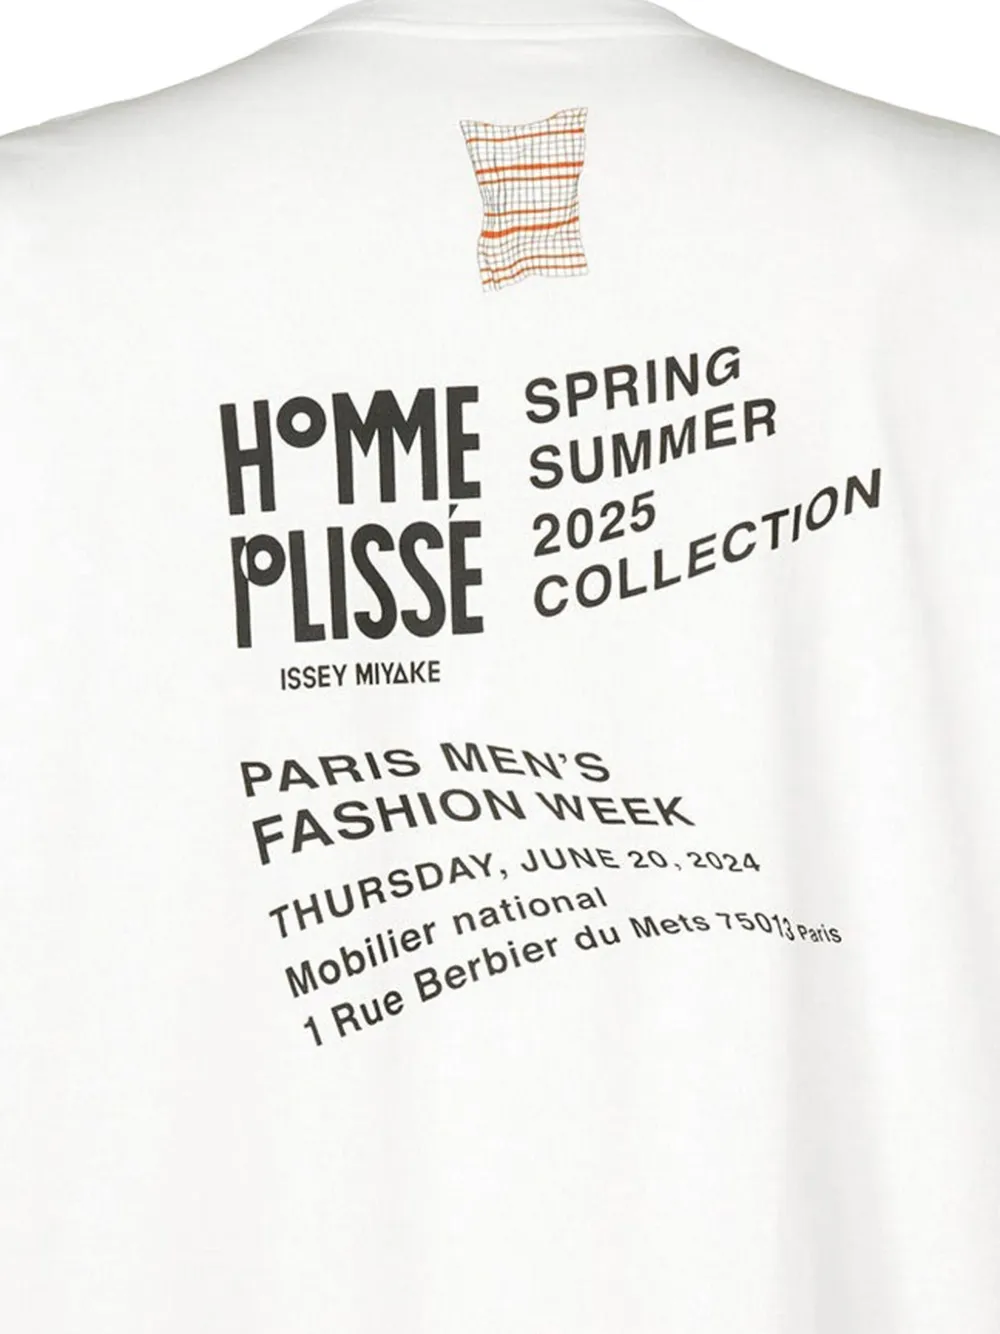 HOMME
PLISSÉ
ISSEY MIYAKE
SPRING
SUMMER
2025
COLLECTION
PARIS MEN'S
FASHION WEEK
THURSDAY, JUNE 20, 2024
Mobilier national
1 Rue Berbier du Mets 75013 Paris